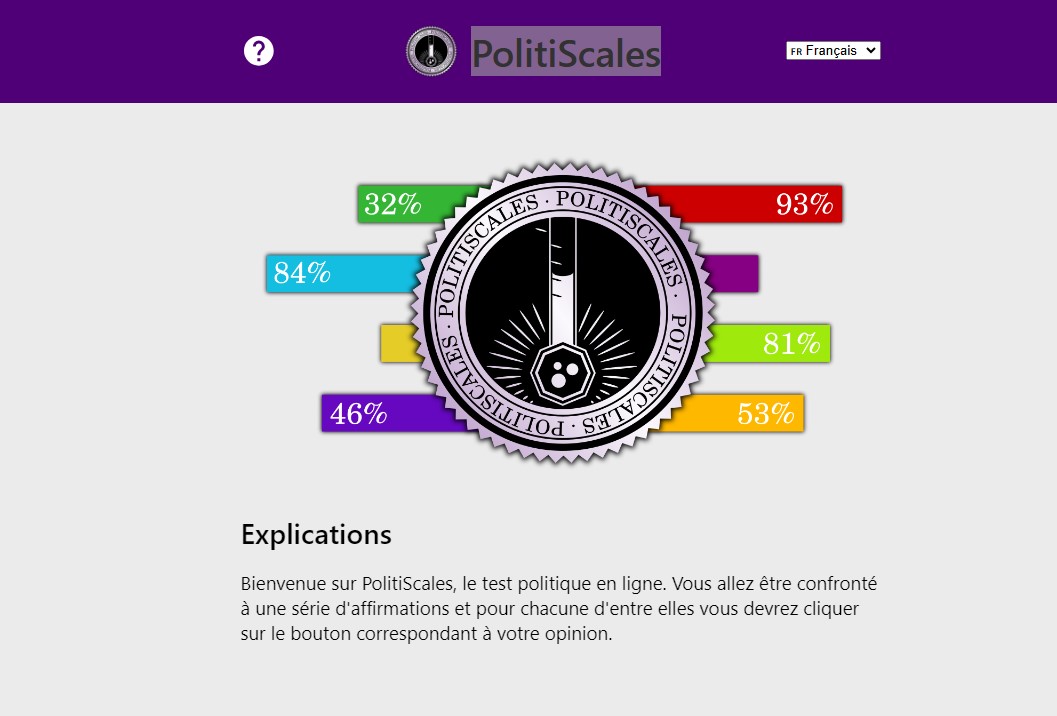 ?
PolitiScales
FR Français
POLITISCALES · POLITISCALES · POLITISCALES · POLITISCALES · POLITISCALES ·
32%
93%
84%
81%
46%
53%
Explications
Bienvenue sur PolitiScales, le test politique en ligne. Vous allez être confronté
à une série d'affirmations et pour chacune d'entre elles vous devrez cliquer
sur le bouton correspondant à votre opinion.